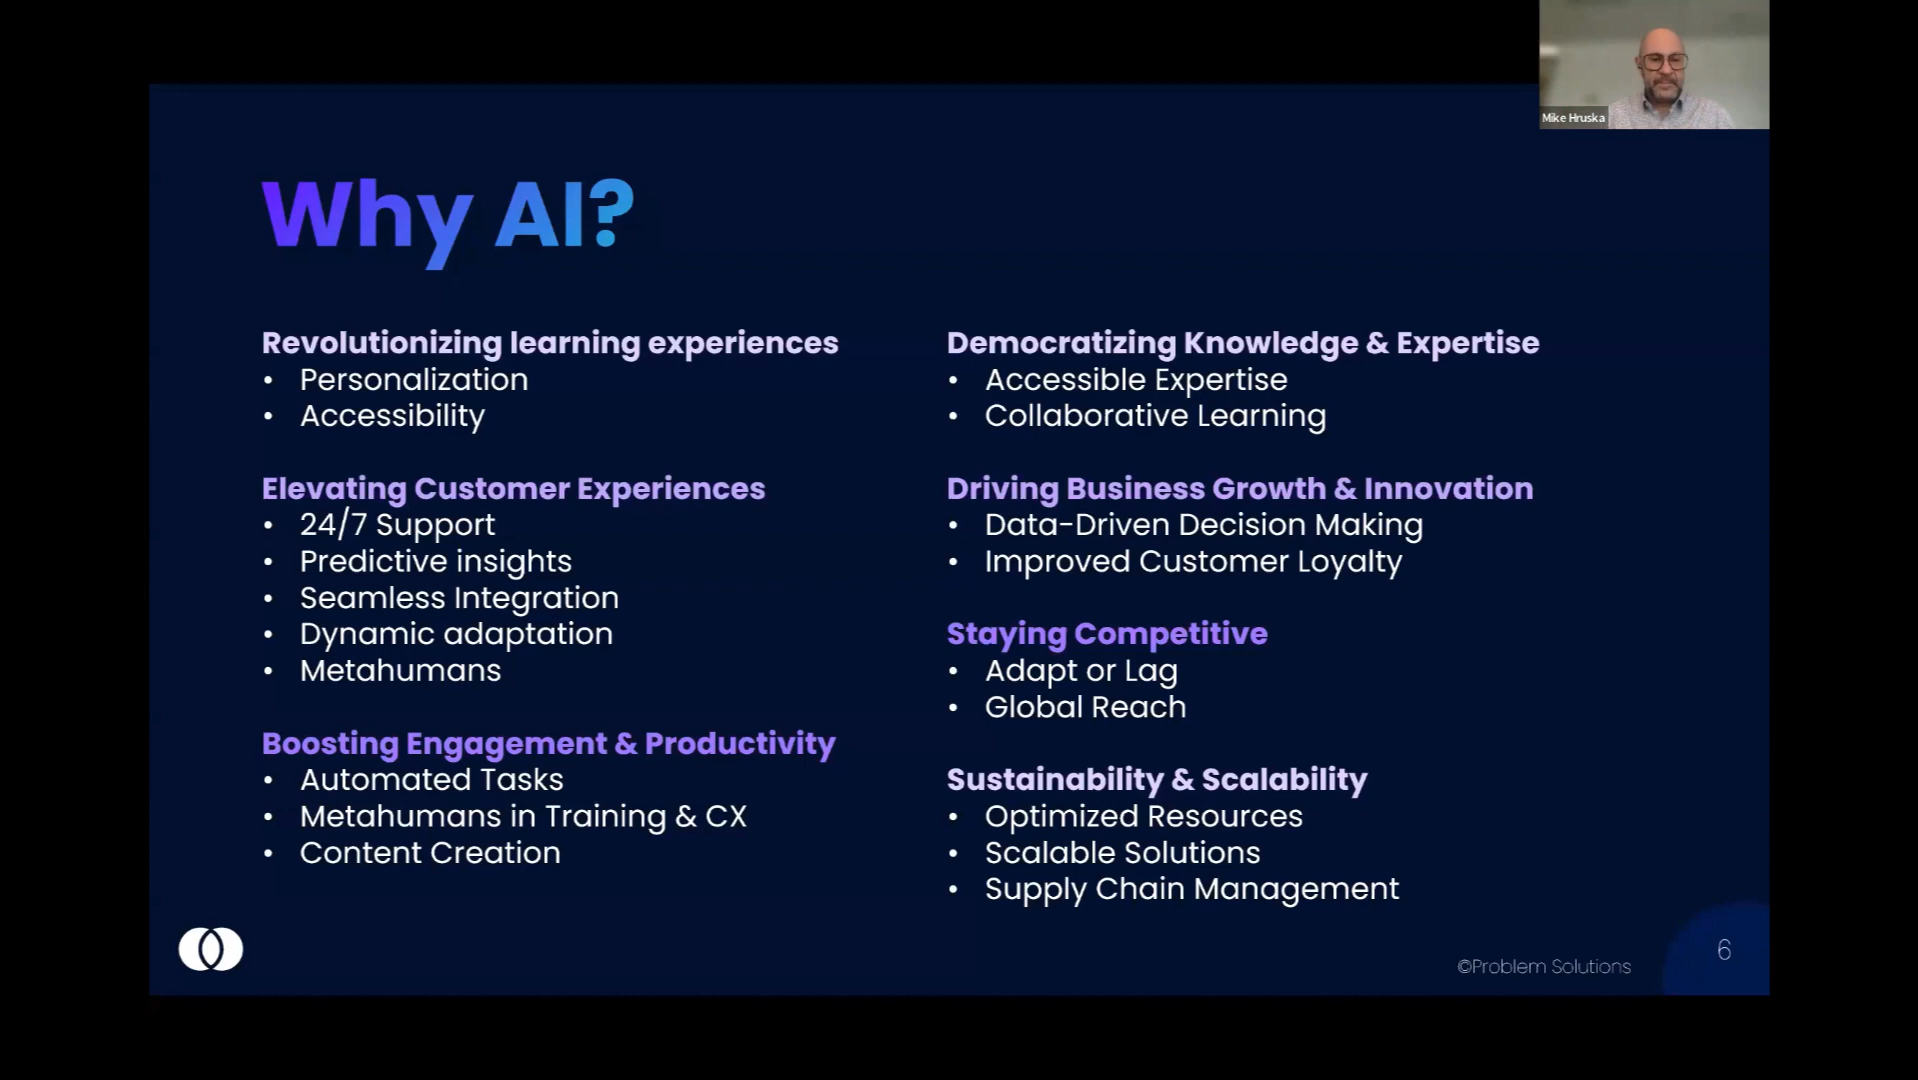 Mike Hruska
Why AI?
Revolutionizing learning experiences
• Personalization
• Accessibility
Elevating Customer Experiences
• 24/7 Support
• Predictive insights
• Seamless Integration
• Dynamic adaptation
• Metahumans
Boosting Engagement & Productivity
• Automated Tasks
• Metahumans in Training & CX
• Content Creation
Democratizing Knowledge & Expertise
• Accessible Expertise
• Collaborative Learning
Driving Business Growth & Innovation
• Data-Driven Decision Making
• Improved Customer Loyalty
Staying Competitive
• Adapt or Lag
• Global Reach
Sustainability & Scalability
• Optimized Resources
• Scalable Solutions
• Supply Chain Management
©Problem Solutions
6